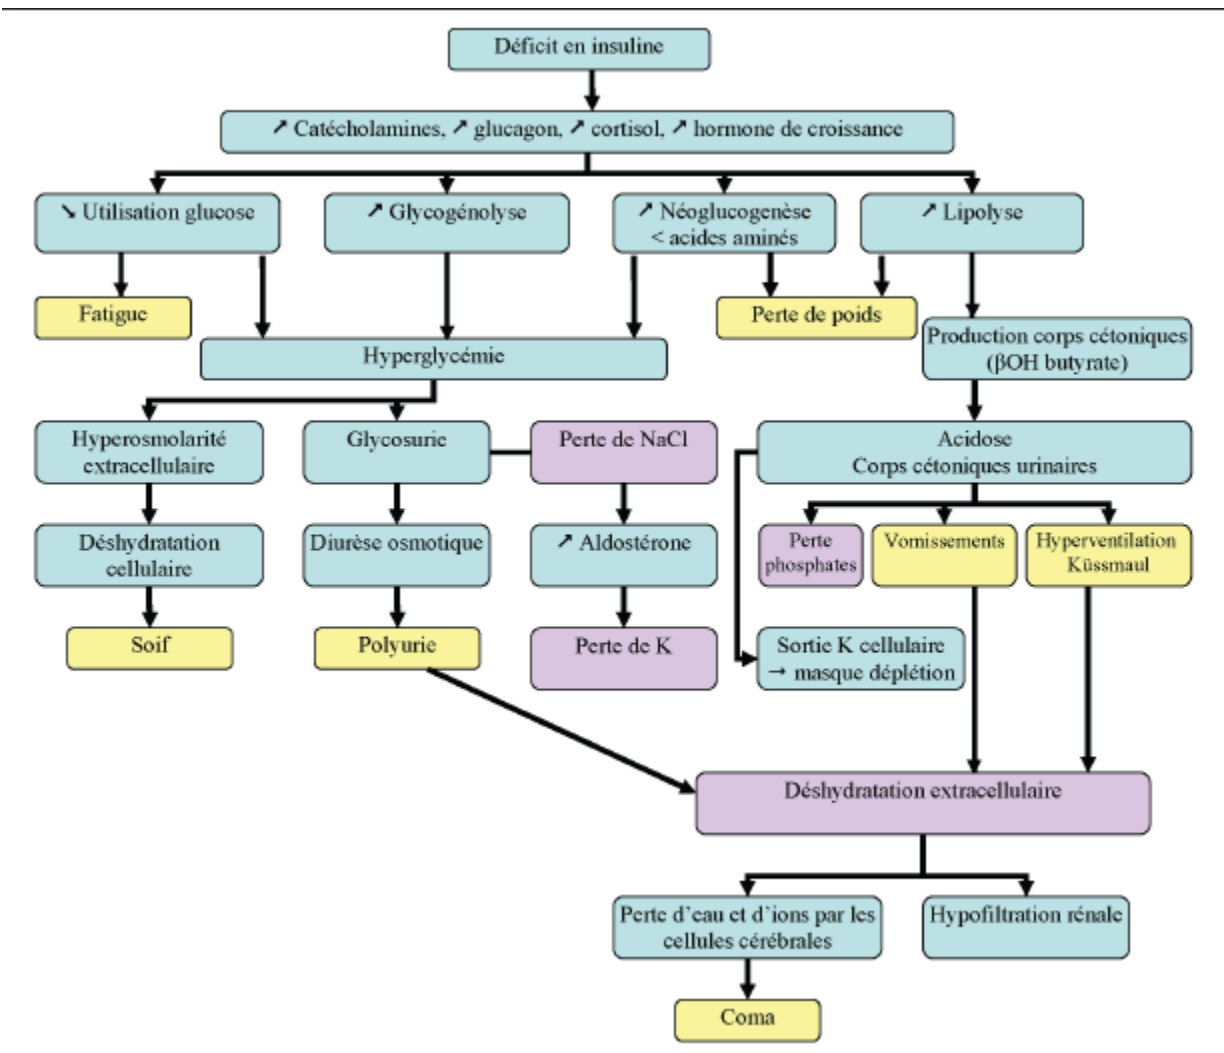 Déficit en insuline
↗ Catécholamines, ↗ glucagon, ↗ cortisol, ↗ hormone de croissance
↘ Utilisation glucose
↗ Glycogénolyse
↗ Néoglucogenèse
< acides aminés
↗ Lipolyse
Fatigue
Perte de poids
Hyperglycémie
Production corps cétoniques
(βOH butyrate)
Hyperosmolarité
extracellulaire
Glycosurie
Perte de NaCl
Acidose
Corps cétoniques urinaires
Déshydratation
cellulaire
Diurèse osmotique
↗ Aldostérone
Perte
phosphates
Vomissements
Hyperventilation
Küssmaul
Soif
Polyurie
Perte de K
Sortie K cellulaire
→ masque déplétion
Déshydratation extracellulaire
Perte d’eau et d’ions par les
cellules cérébrales
Hypofiltration rénale
Coma